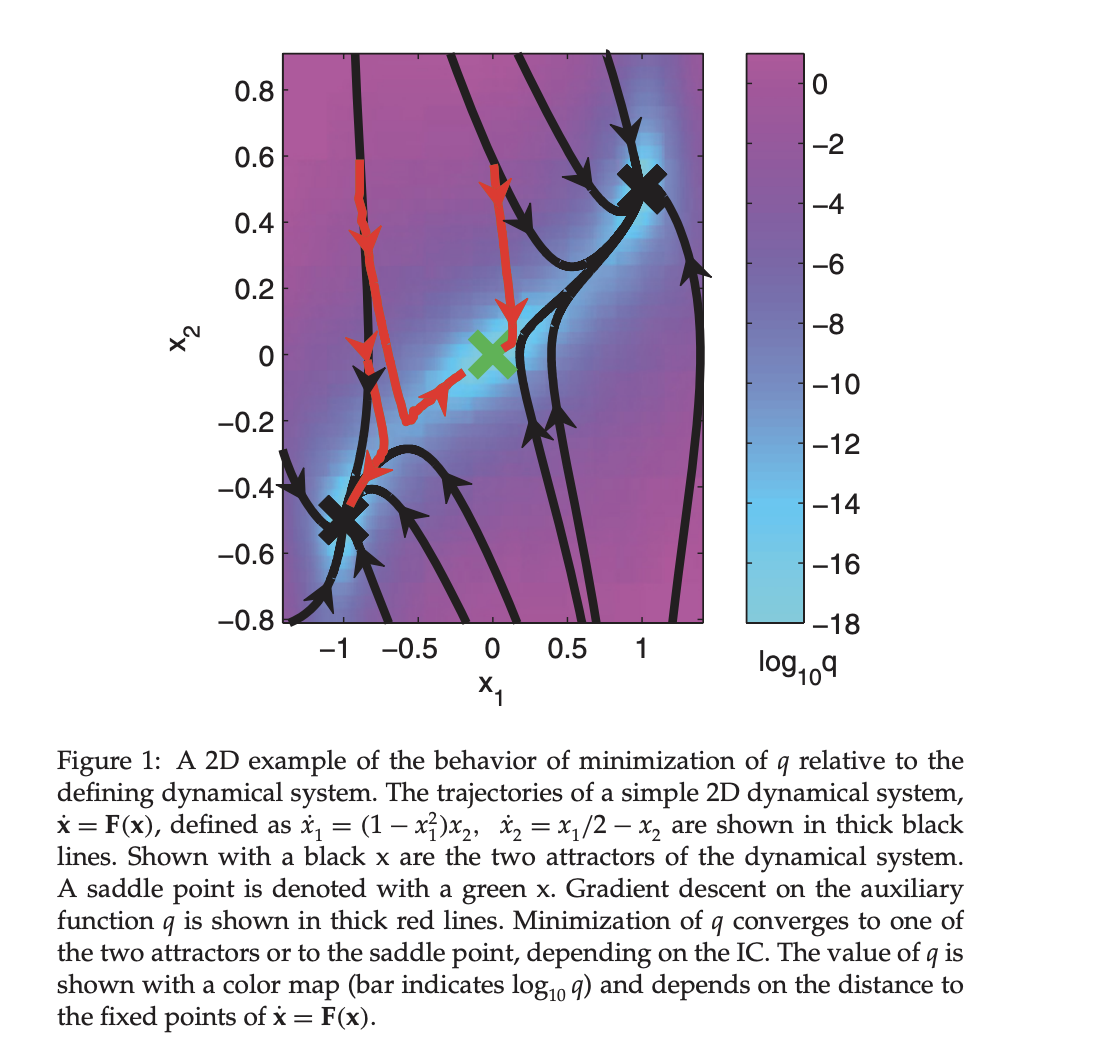 0.8
0.6
0.4
0.2
0
−0.2
−0.4
−0.6
−0.8
x2
−1 −0.5 0 0.5 1
x1
0
−2
−4
−6
−8
−10
−12
−14
−16
−18
log10q
Figure 1: A 2D example of the behavior of minimization of q relative to the
defining dynamical system. The trajectories of a simple 2D dynamical system,
ẋ = F(x), defined as ẋ₁ = (1 − x₁²)x₂, ẋ₂ = x₁/2 − x₂ are shown in thick black
lines. Shown with a black x are the two attractors of the dynamical system.
A saddle point is denoted with a green x. Gradient descent on the auxiliary
function q is shown in thick red lines. Minimization of q converges to one of
the two attractors or to the saddle point, depending on the IC. The value of q is
shown with a color map (bar indicates log₁₀ q) and depends on the distance to
the fixed points of ẋ = F(x).